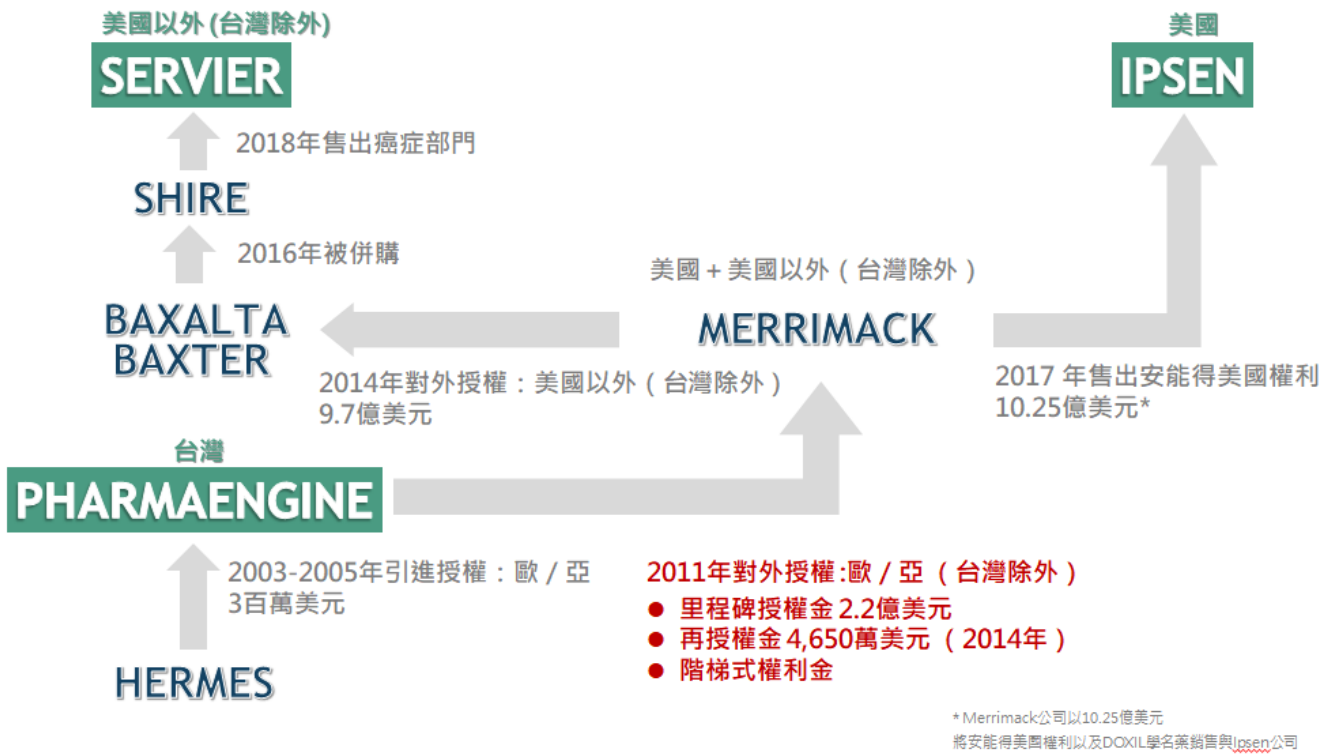 美國以外 (台灣除外)
SERVIER
美國
IPSEN
2018年售出癌症部門
SHIRE
2016年被併購
BAXALTA
BAXTER
美國＋美國以外（台灣除外）
MERRIMACK
2014年對外授權：美國以外（台灣除外）
9.7億美元
2017 年售出安能得美國權利
10.25億美元*
台灣
PHARMAENGINE
2003-2005年引進授權：歐／亞
3百萬美元
HERMES
2011年對外授權:歐／亞（台灣除外）
● 里程碑授權金 2.2億美元
● 再授權金 4,650萬美元（2014年）
● 階梯式權利金
* Merrimack公司以10.25億美元
將安能得美國權利以及DOXIL學名藥銷售與Ipsen公司